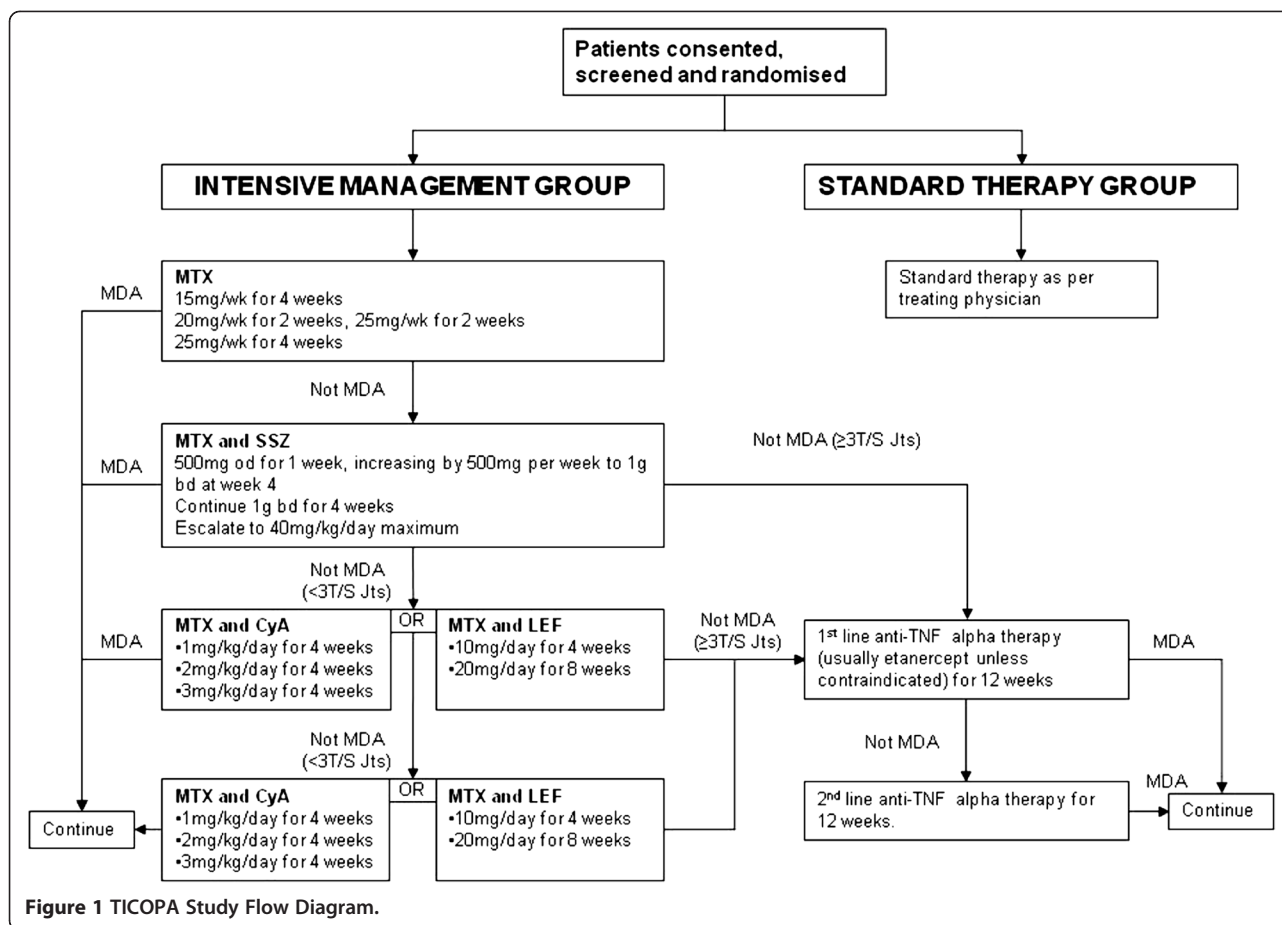 Patients consented,
screened and randomised
INTENSIVE MANAGEMENT GROUP
STANDARD THERAPY GROUP
MDA
MTX
15mg/wk for 4 weeks
20mg/wk for 2 weeks, 25mg/wk for 2 weeks
25mg/wk for 4 weeks
Standard therapy as per
treating physician
Not MDA
MDA
MTX and SSZ
500mg od for 1 week, increasing by 500mg per week to 1g
bd at week 4
Continue 1g bd for 4 weeks
Escalate to 40mg/kg/day maximum
Not MDA (≥3T/S Jts)
Not MDA
(<3T/S Jts)
MDA
MTX and CyA
•1mg/kg/day for 4 weeks
•2mg/kg/day for 4 weeks
•3mg/kg/day for 4 weeks
OR
MTX and LEF
•10mg/day for 4 weeks
•20mg/day for 8 weeks
Not MDA
(≥3T/S Jts)
1st line anti-TNF alpha therapy
(usually etanercept unless
contraindicated) for 12 weeks
MDA
Not MDA
(<3T/S Jts)
Not MDA
Continue
MTX and CyA
•1mg/kg/day for 4 weeks
•2mg/kg/day for 4 weeks
•3mg/kg/day for 4 weeks
OR
MTX and LEF
•10mg/day for 4 weeks
•20mg/day for 8 weeks
2nd line anti-TNF alpha therapy for
12 weeks.
MDA
Continue
Figure 1 TICOPA Study Flow Diagram.